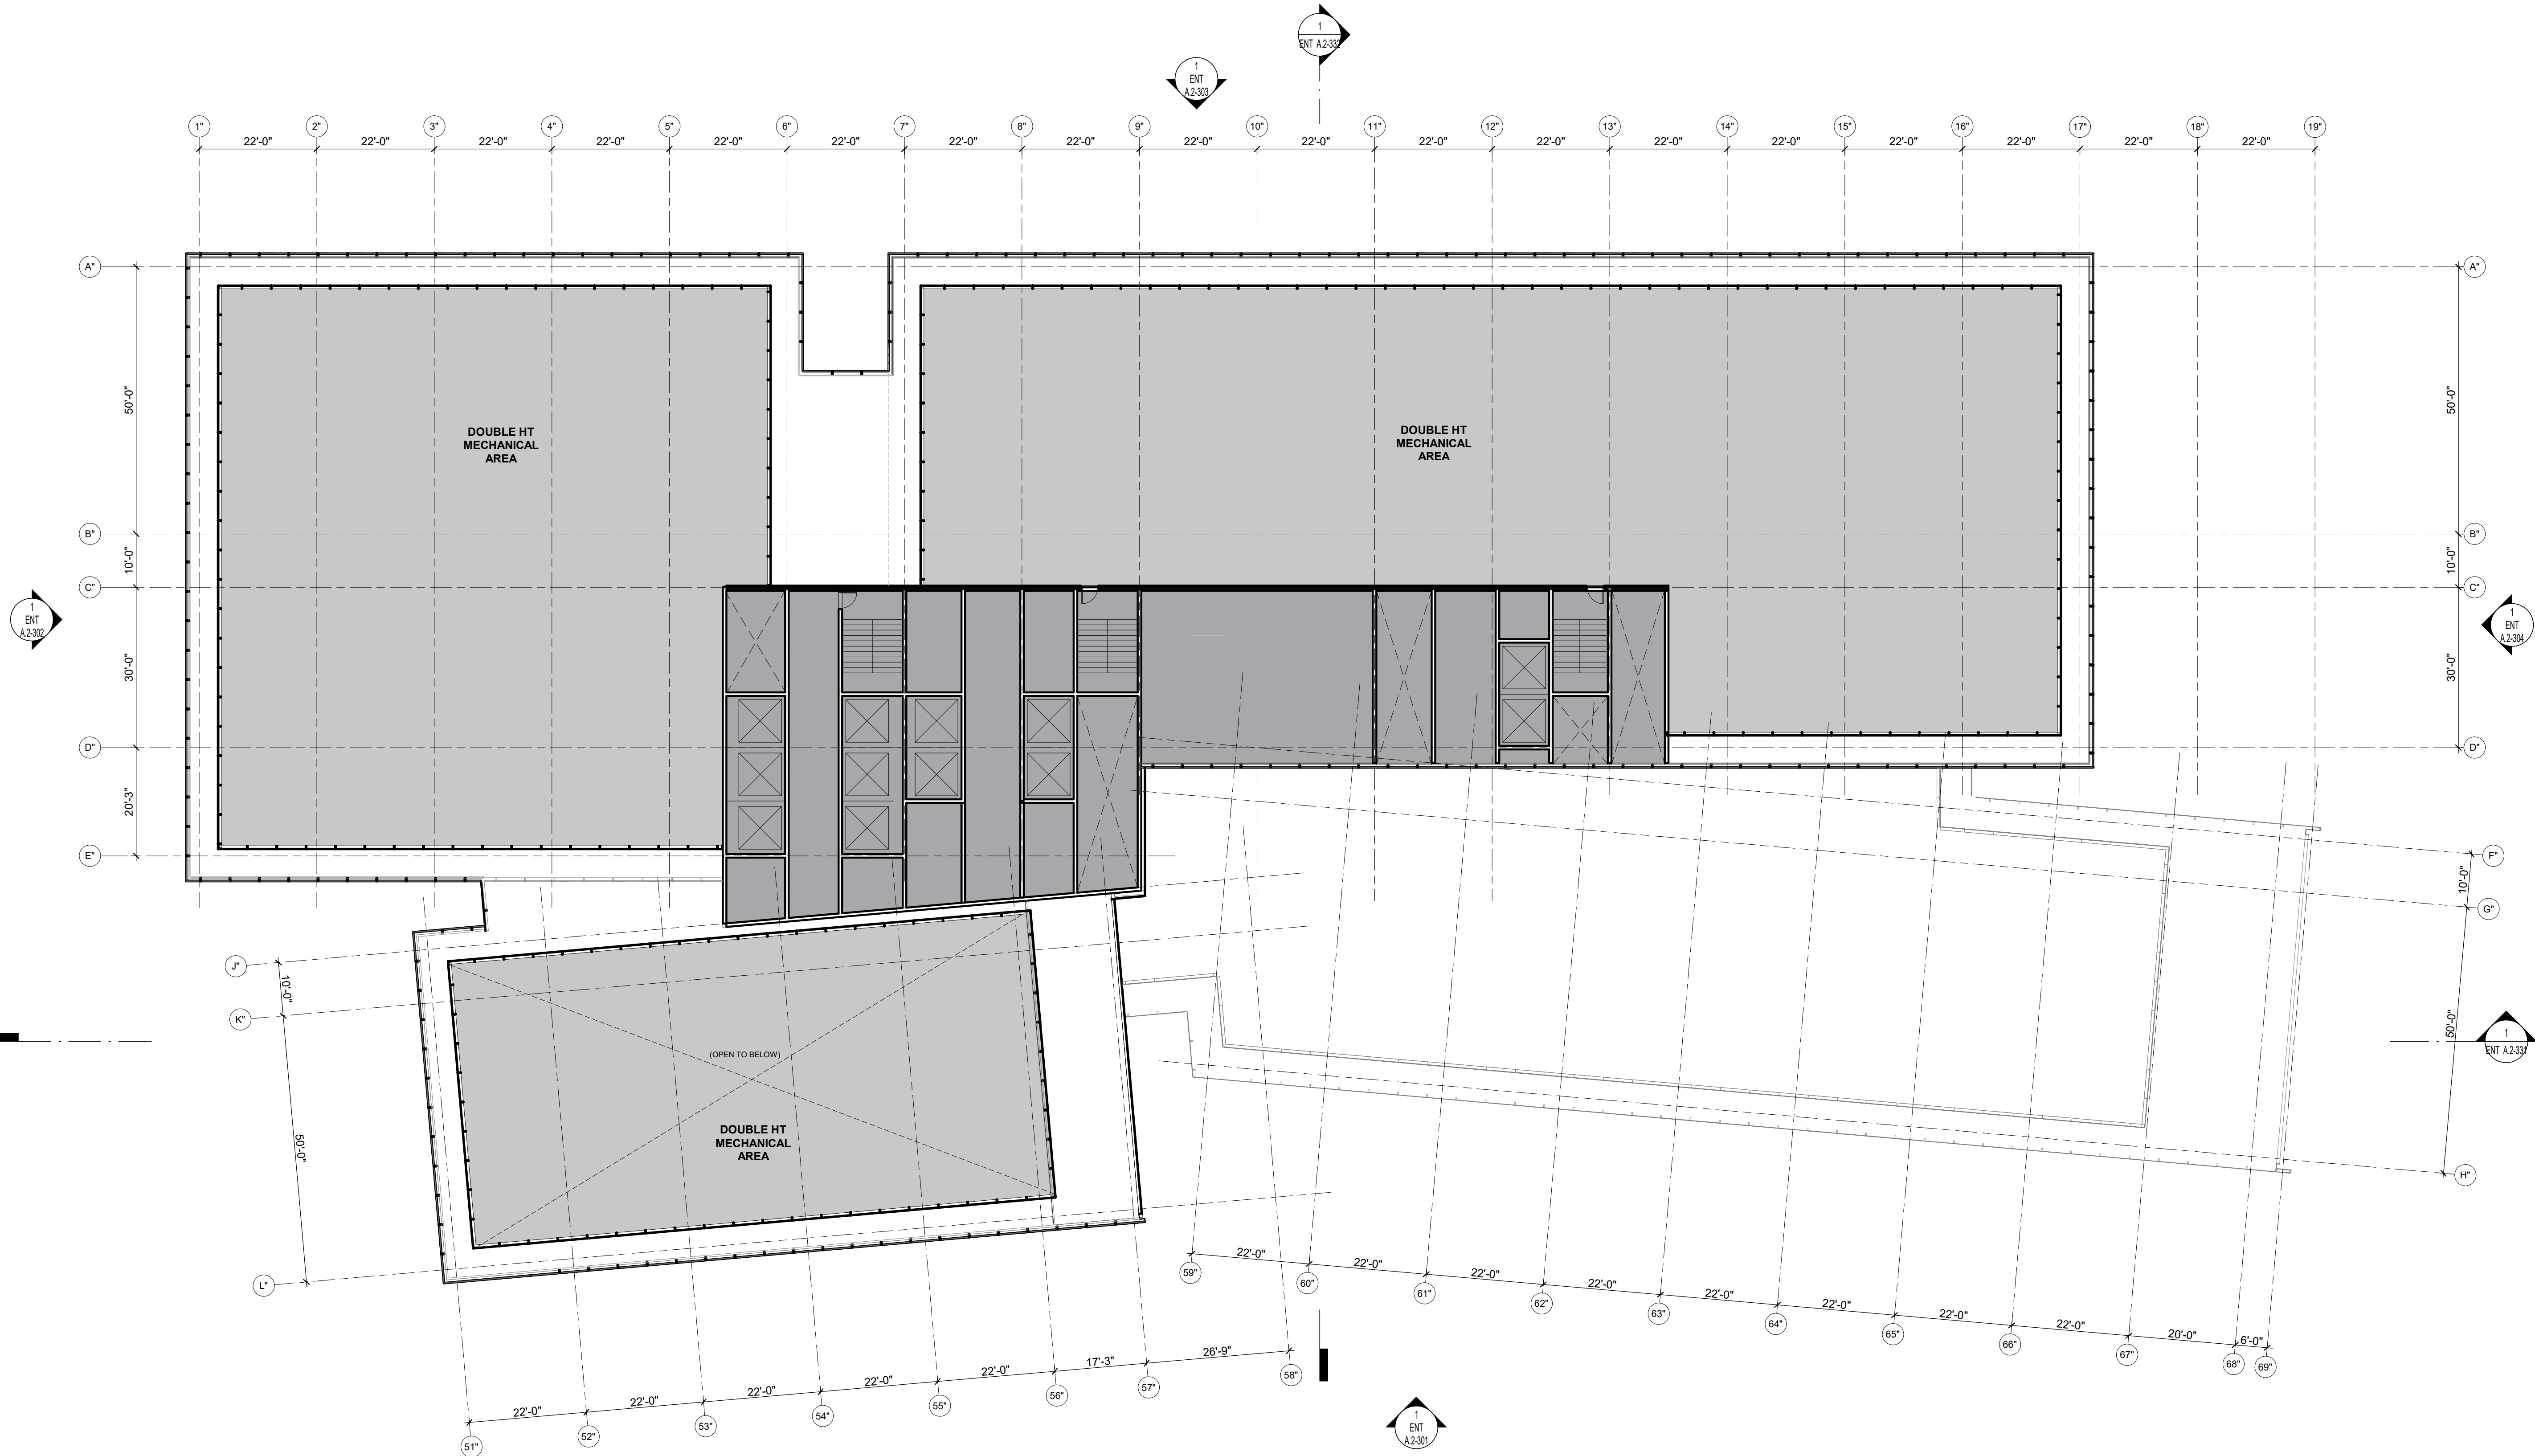 1
ENT A.2-332
1
ENT
A.2-303
1" 2" 3" 4" 5" 6" 7" 8" 9" 10" 11" 12" 13" 14" 15" 16" 17" 18" 19"
22'-0" 22'-0" 22'-0" 22'-0" 22'-0" 22'-0" 22'-0" 22'-0" 22'-0" 22'-0" 22'-0" 22'-0" 22'-0" 22'-0" 22'-0" 22'-0" 22'-0" 22'-0"
A" A"
50'-0" 50'-0"
DOUBLE HT
MECHANICAL
AREA
DOUBLE HT
MECHANICAL
AREA
B" B"
10'-0" 10'-0"
C" C"
1
ENT
A.2-302
1
ENT
A.2-304
30'-0" 30'-0"
D" D"
20'-3"
E"
F"
10'-0"
G"
J"
10'-0"
K"
50'-0"
1
ENT A.2-331
(OPEN TO BELOW)
DOUBLE HT
MECHANICAL
AREA
50'-0"
H"
L"
22'-0" 22'-0" 22'-0" 22'-0" 22'-0" 22'-0" 22'-0" 22'-0" 20'-0" 6'-0"
59" 60" 61" 62" 63" 64" 65" 66" 67" 68" 69"
22'-0" 22'-0" 22'-0" 22'-0" 22'-0" 17'-3" 26'-9"
51" 52" 53" 54" 55" 56" 57" 58"
1
ENT
A.2-301